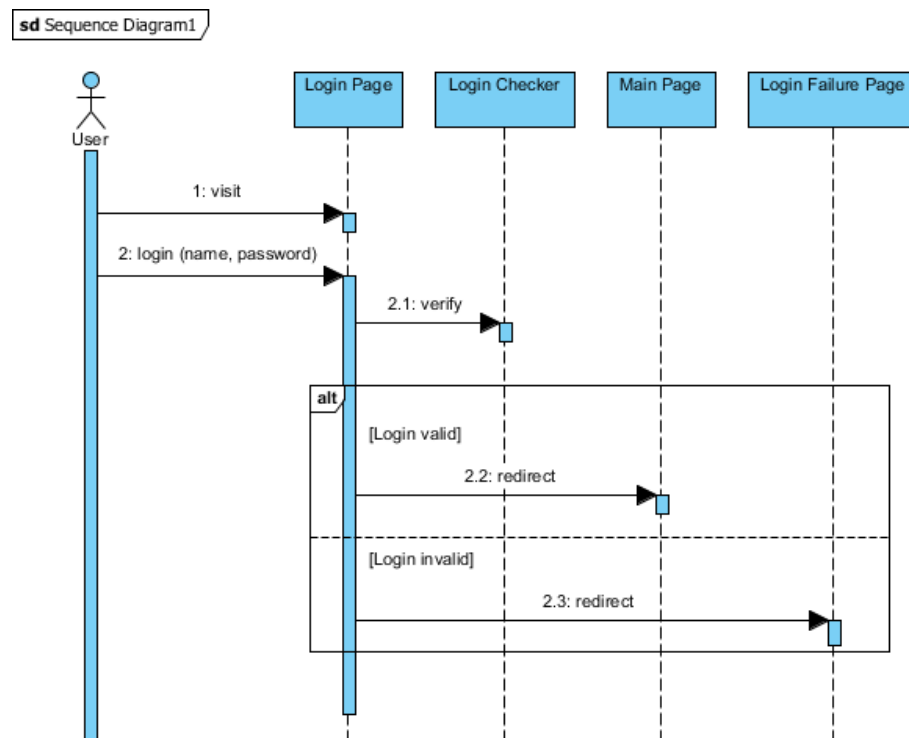 sd Sequence Diagram1
Login Page
Login Checker
Main Page
Login Failure Page
User
1: visit
2: login (name, password)
2.1: verify
alt
[Login valid]
2.2: redirect
[Login invalid]
2.3: redirect